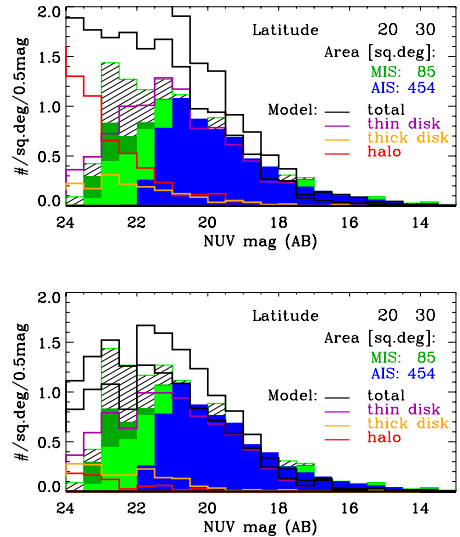 2.0
1.5
1.0
0.5
0.0
#/sq.deg/0.5mag
Latitude 20 30
Area [sq.deg]:
MIS: 85
AIS: 454
Model:
total
thin disk
thick disk
halo
24 22 20 18 16 14
NUV mag (AB)
2.0
1.5
1.0
0.5
0.0
#/sq.deg/0.5mag
Latitude 20 30
Area [sq.deg]:
MIS: 85
AIS: 454
Model:
total
thin disk
thick disk
halo
24 22 20 18 16 14
NUV mag (AB)